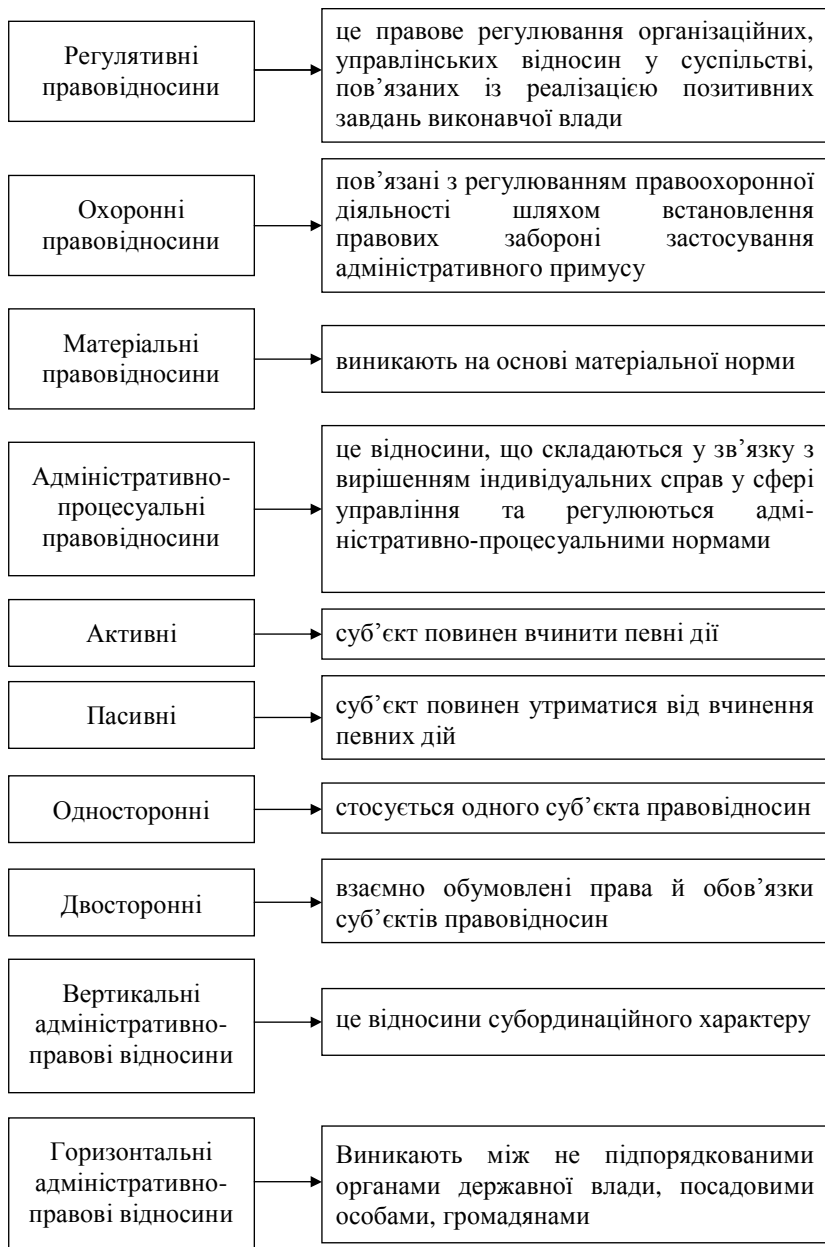 Регулятивні
правовідносини
це правове регулювання організаційних,
управлінських відносин у суспільстві,
пов’язаних із реалізацією позитивних
завдань виконавчої влади
Охоронні
правовідносини
пов’язані з регулюванням правоохоронної
діяльності шляхом встановлення
правових забороні застосування
адміністративного примусу
Матеріальні
правовідносини
виникають на основі матеріальної норми
Адміністративно-
процесуальні
правовідносини
це відносини, що складаються у зв’язку з
вирішенням індивідуальних справ у сфері
управління та регулюються адмі-
ністративно-процесуальними нормами
Активні
суб’єкт повинен вчинити певні дії
Пасивні
суб’єкт повинен утриматися від вчинення
певних дій
Односторонні
стосується одного суб’єкта правовідносин
Двосторонні
взаємно обумовлені права й обов’язки
суб’єктів правовідносин
Вертикальні
адміністративно-
правові відносини
це відносини субординаційного характеру
Горизонтальні
адміністративно-
правові відносини
Виникають між не підпорядкованими
органами державної влади, посадовими
особами, громадянами